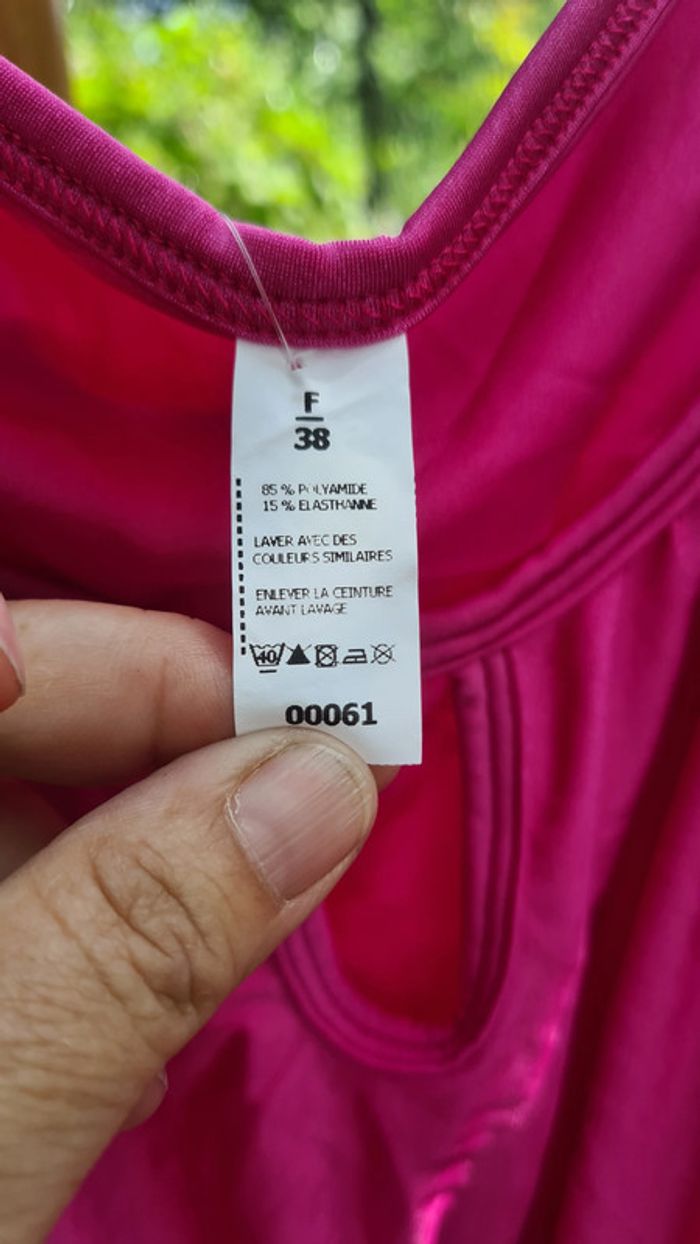 F
38
85 % POLYAMIDE
15 % ELASTHANNE
LAVER AVEC DES
COULEURS SIMILAIRES
ENLEVER LA CEINTURE
AVANT LAVAGE
40
00061